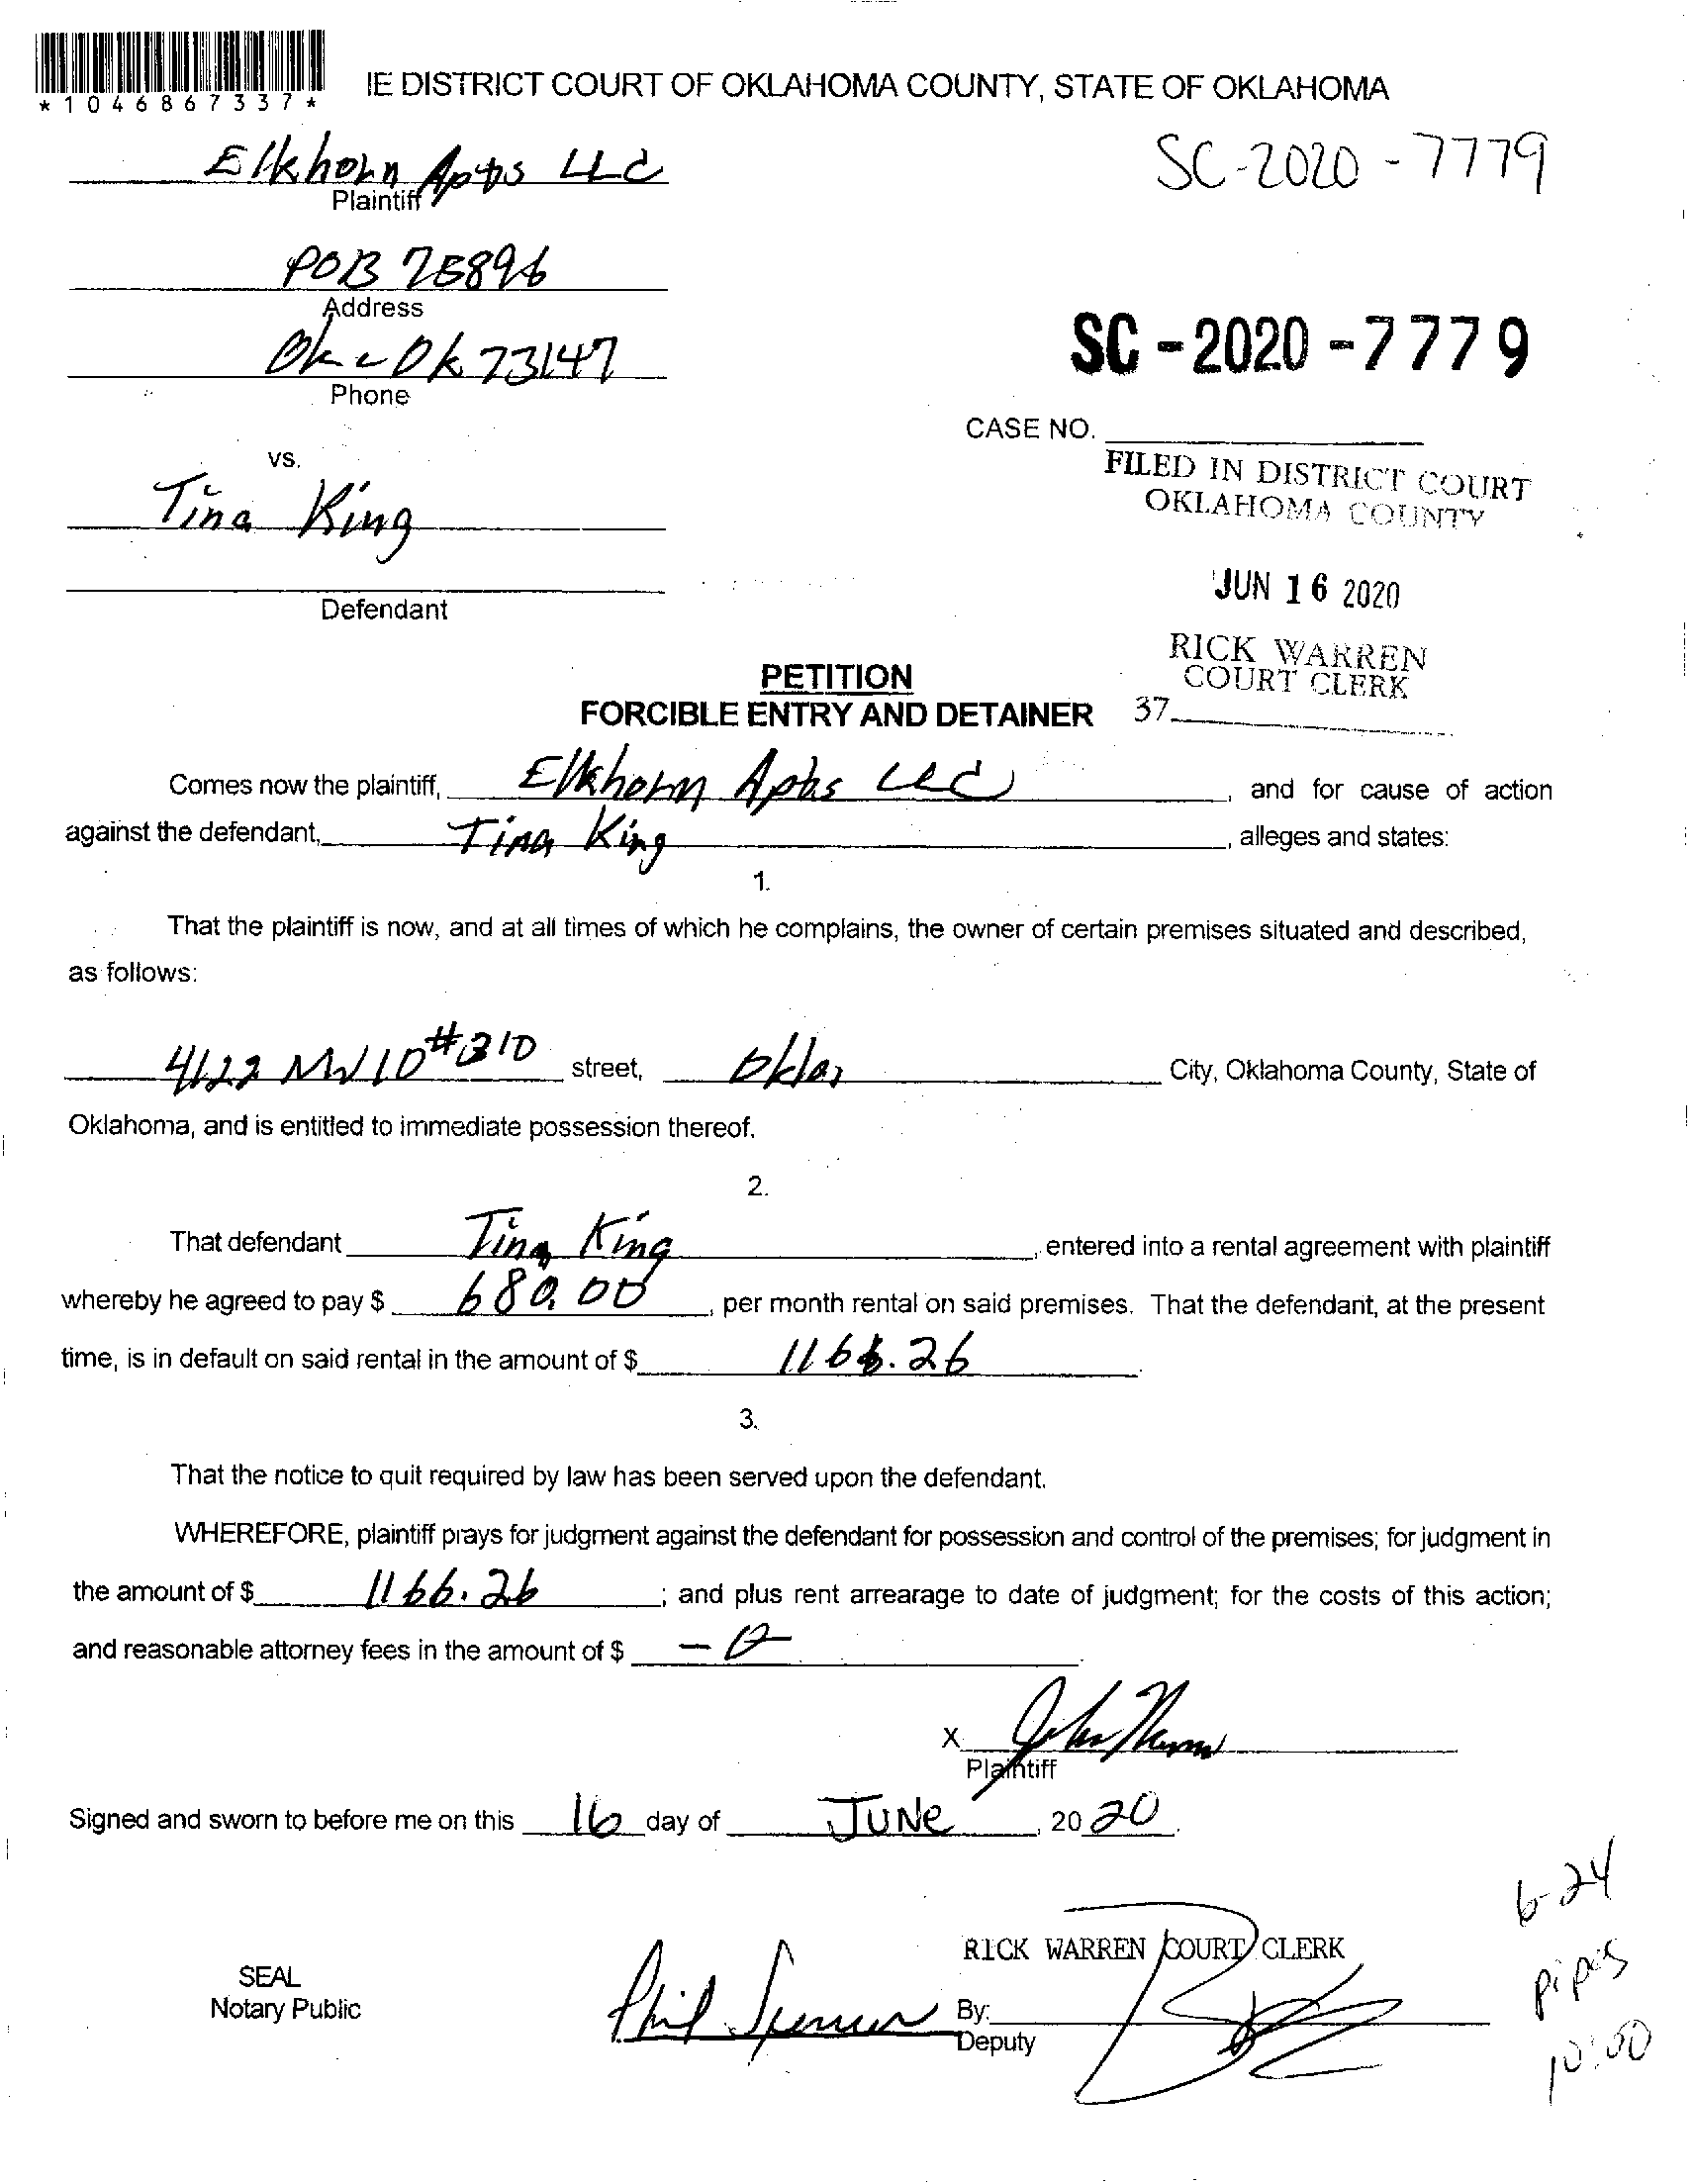 *1046867337*
IE DISTRICT COURT OF OKLAHOMA COUNTY, STATE OF OKLAHOMA
Elkhorn Apts LLC
Plaintiff
SC-2020-7779
POB 75896
Address
Okc Ok 73147
Phone
SC-2020-7779
CASE NO.
vs.
FILED IN DISTRICT COURT
OKLAHOMA COUNTY
Tina King
JUN 16 2020
Defendant
RICK WARREN
COURT CLERK
PETITION
37
FORCIBLE ENTRY AND DETAINER
Comes now the plaintiff, Elkhorn Apts LLC, and for cause of action
against the defendant, Tina King, alleges and states:
1.
That the plaintiff is now, and at all times of which he complains, the owner of certain premises situated and described,
as follows:
4122 NW 10 #310 street, Okla, City, Oklahoma County, State of
Oklahoma, and is entitled to immediate possession thereof.
2.
That defendant Tina King, entered into a rental agreement with plaintiff
whereby he agreed to pay $ 680.00, per month rental on said premises. That the defendant, at the present
time, is in default on said rental in the amount of $ 1166.26.
3.
That the notice to quit required by law has been served upon the defendant.
WHEREFORE, plaintiff prays for judgment against the defendant for possession and control of the premises; for judgment in
the amount of $ 1166.26; and plus rent arrearage to date of judgment; for the costs of this action;
and reasonable attorney fees in the amount of $ -0
X
Plaintiff
Signed and sworn to before me on this 16 day of JUNE, 2020.
6-24
RICK WARREN COURT CLERK
SEAL
pipes
Notary Public
Phil Spencer By:
Deputy
10:00